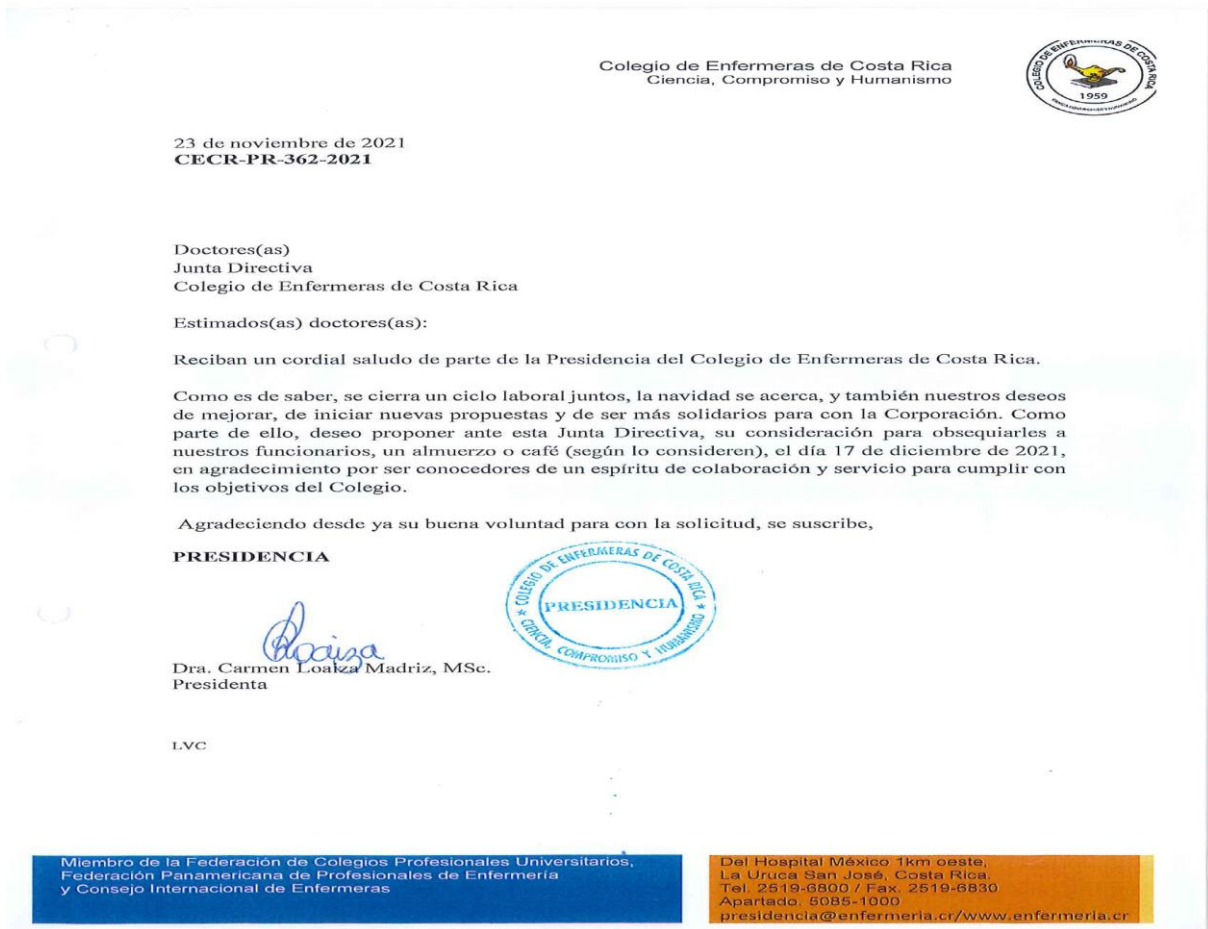 Colegio de Enfermeras de Costa Rica
Ciencia, Compromiso y Humanismo
COLEGIO DE ENFERMERAS DE COSTA RICA
1959
23 de noviembre de 2021
CECR-PR-362-2021
Doctores(as)
Junta Directiva
Colegio de Enfermeras de Costa Rica
Estimados(as) doctores(as):
Reciban un cordial saludo de parte de la Presidencia del Colegio de Enfermeras de Costa Rica.
Como es de saber, se cierra un ciclo laboral juntos, la navidad se acerca, y también nuestros deseos
de mejorar, de iniciar nuevas propuestas y de ser más solidarios para con la Corporación. Como
parte de ello, deseo proponer ante esta Junta Directiva, su consideración para obsequiarles a
nuestros funcionarios, un almuerzo o café (según lo consideren), el día 17 de diciembre de 2021,
en agradecimiento por ser conocedores de un espíritu de colaboración y servicio para cumplir con
los objetivos del Colegio.
Agradeciendo desde ya su buena voluntad para con la solicitud, se suscribe,
PRESIDENCIA
COLEGIO DE ENFERMERAS DE COSTA RICA
PRESIDENCIA
CIENCIA, COMPROMISO Y HUMANISMO
Dra. Carmen Loaiza Madriz, MSc.
Presidenta
LVC
Miembro de la Federación de Colegios Profesionales Universitarios,
Federación Panamericana de Profesionales de Enfermería
y Consejo Internacional de Enfermeras
Del Hospital México 1km oeste,
La Uruca San José, Costa Rica.
Tel. 2519-6800 / Fax. 2519-6830
Apartado. 5085-1000
presidencia@enfermeria.cr/www.enfermeria.cr